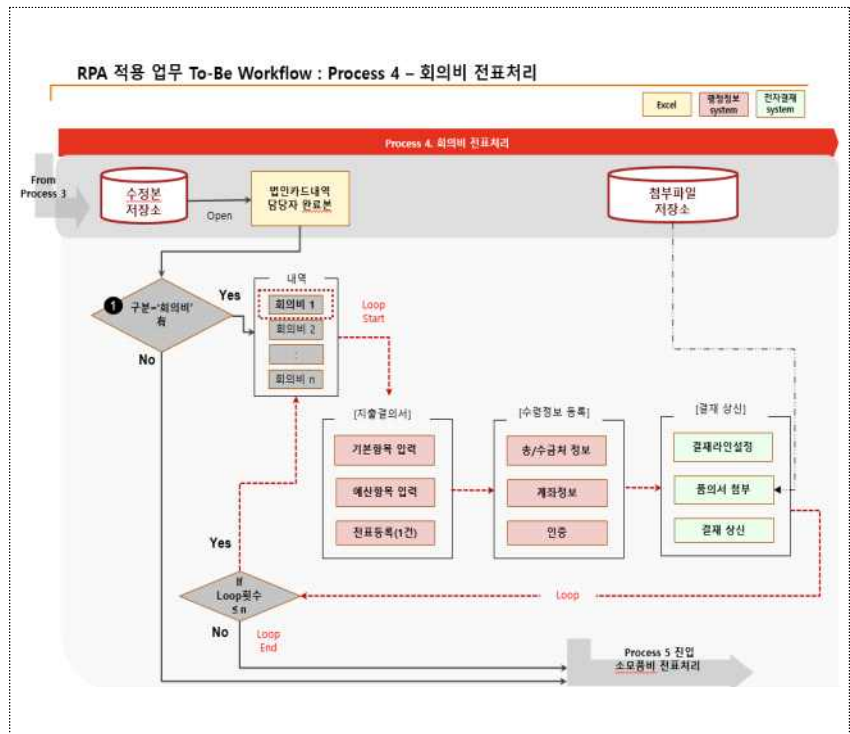 RPA 적용 업무 To-Be Workflow : Process 4 – 회의비 전표처리
Excel
행정정보
system
전자결재
system
Process 4. 회의비 전표처리
From
Process 3
수정본
저장소
Open
법인카드내역
담당자 완료본
첨부파일
저장소
1
구분='회의비'
有
Yes
No
내역
회의비 1
회의비 2
:
회의비 n
Loop
Start
[지출결의서]
기본항목 입력
예산항목 입력
전표등록(1건)
[수령정보 등록]
송/수금처 정보
계좌정보
인증
[결재 상신]
결재라인설정
품의서 첨부
결재 상신
Yes
If
Loop횟수
≤ n
Loop
No
Loop
End
Process 5 진입
소모품비 전표처리